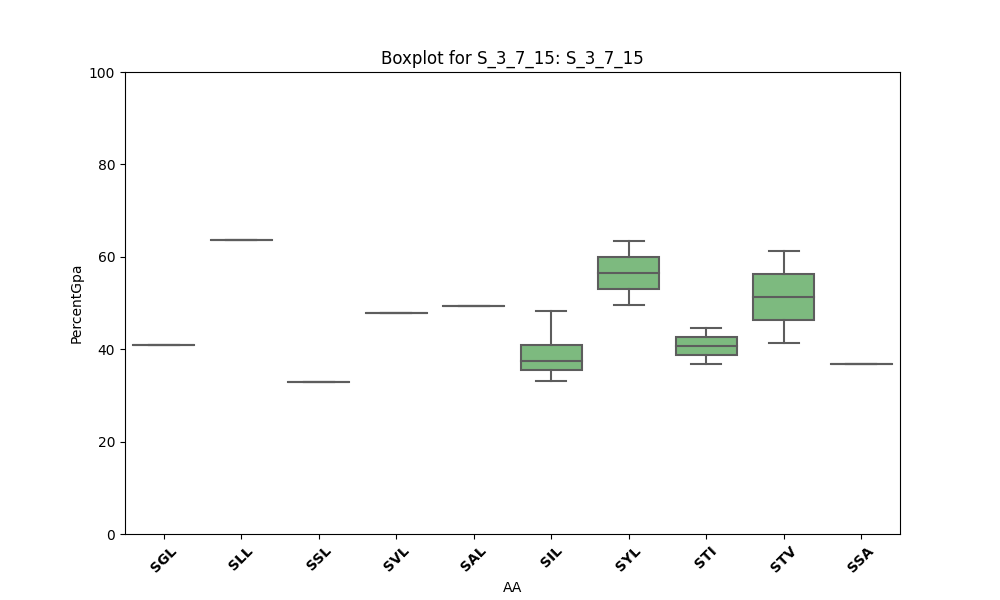 Boxplot for S_3_7_15: S_3_7_15
100
80
60
40
20
0
PercentGpa
SGL SLL SSL SVL SAL SIL SYL STI STV SSA
AA